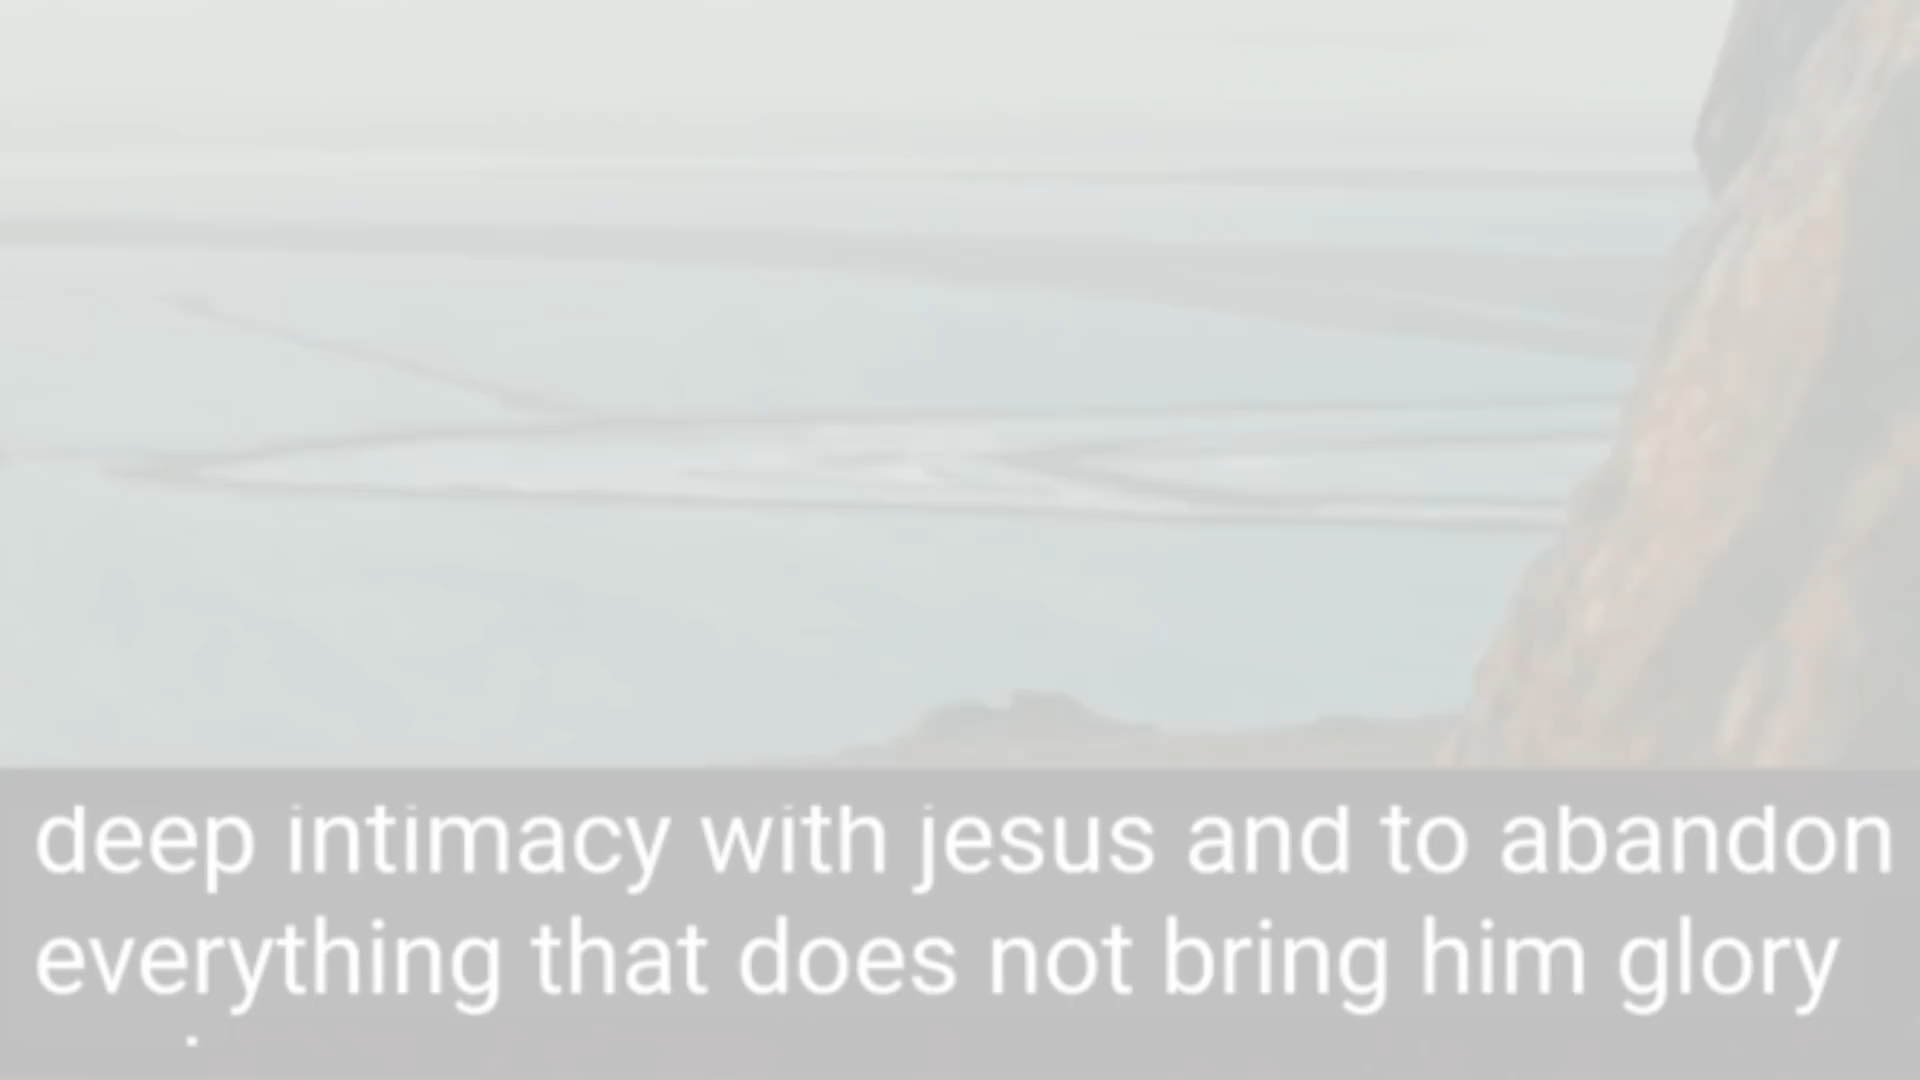 deep intimacy with jesus and to abandon
everything that does not bring him glory